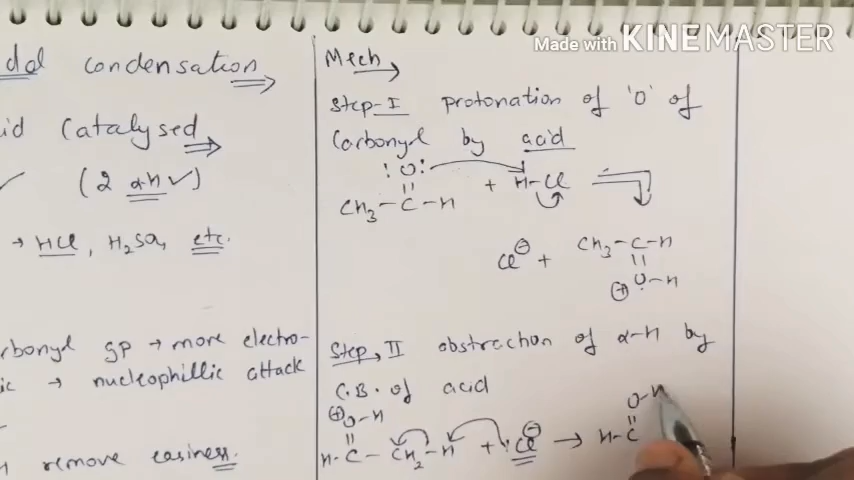 Made with KINEMASTER
dol condensation
id catalysed
(2 αH ✓)
→ HCl, H2SO4 etc.
rbonyl gp → more electro-
ic → nucleophillic attack
remove easiness
Mech
Step-I protonation of 'O' of
Carbonyl by acid
:O:
CH3-C-H + H-Cl
Cl⊖ + CH3-C-H
⊕ O-H
Step, II abstraction of α-H by
C.B. of acid
⊕O-H
H-C-CH2-H + :Cl⊖ → H-C
O-H